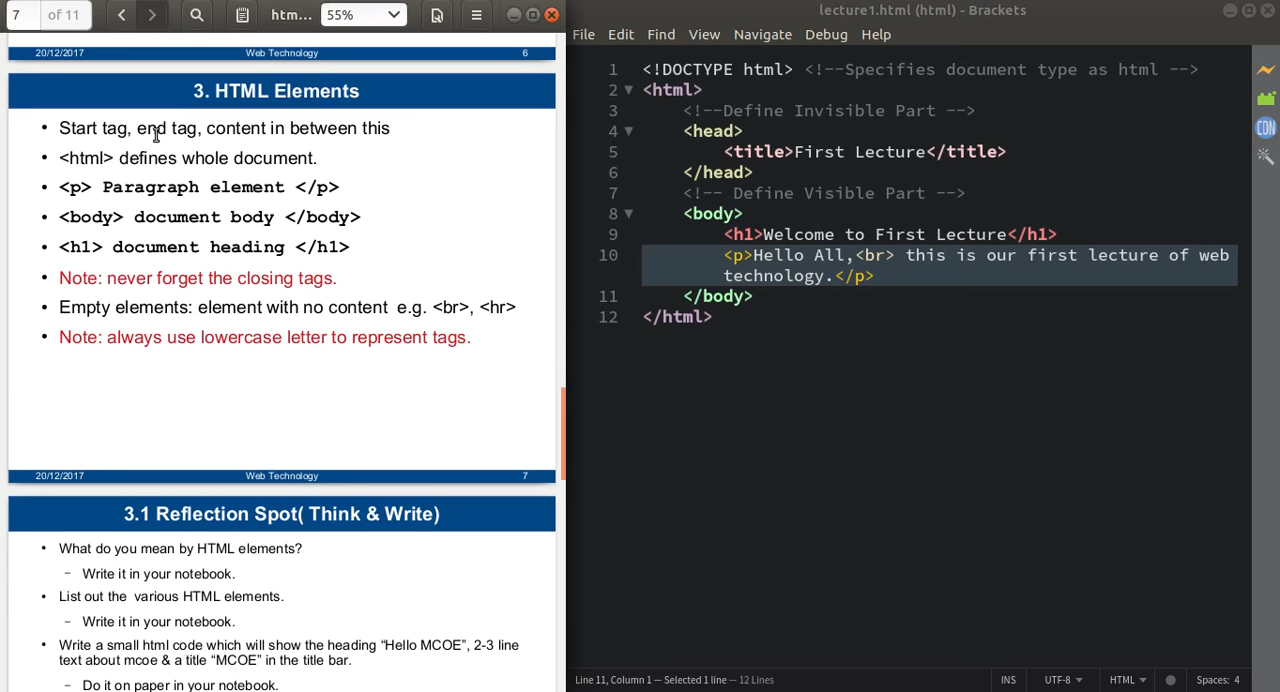 7 of 11 htm... 55%
20/12/2017 Web Technology 6
3. HTML Elements
• Start tag, end tag, content in between this
• <html> defines whole document.
• <p> Paragraph element </p>
• <body> document body </body>
• <h1> document heading </h1>
• Note: never forget the closing tags.
• Empty elements: element with no content e.g. <br>, <hr>
• Note: always use lowercase letter to represent tags.
20/12/2017 Web Technology 7
3.1 Reflection Spot( Think & Write)
• What do you mean by HTML elements?
– Write it in your notebook.
• List out the various HTML elements.
– Write it in your notebook.
• Write a small html code which will show the heading “Hello MCOE”, 2-3 line
text about mcoe & a title “MCOE” in the title bar.
– Do it on paper in your notebook.
lecture1.html (html) - Brackets
File Edit Find View Navigate Debug Help
1 <!DOCTYPE html> <!--Specifies document type as html -->
2 <html>
3 <!--Define Invisible Part -->
4 <head>
5 <title>First Lecture</title>
6 </head>
7 <!-- Define Visible Part -->
8 <body>
9 <h1>Welcome to First Lecture</h1>
10 <p>Hello All,<br> this is our first lecture of web
technology.</p>
11 </body>
12 </html>
CDN
Line 11, Column 1 — Selected 1 line — 12 Lines INS UTF-8 HTML Spaces: 4